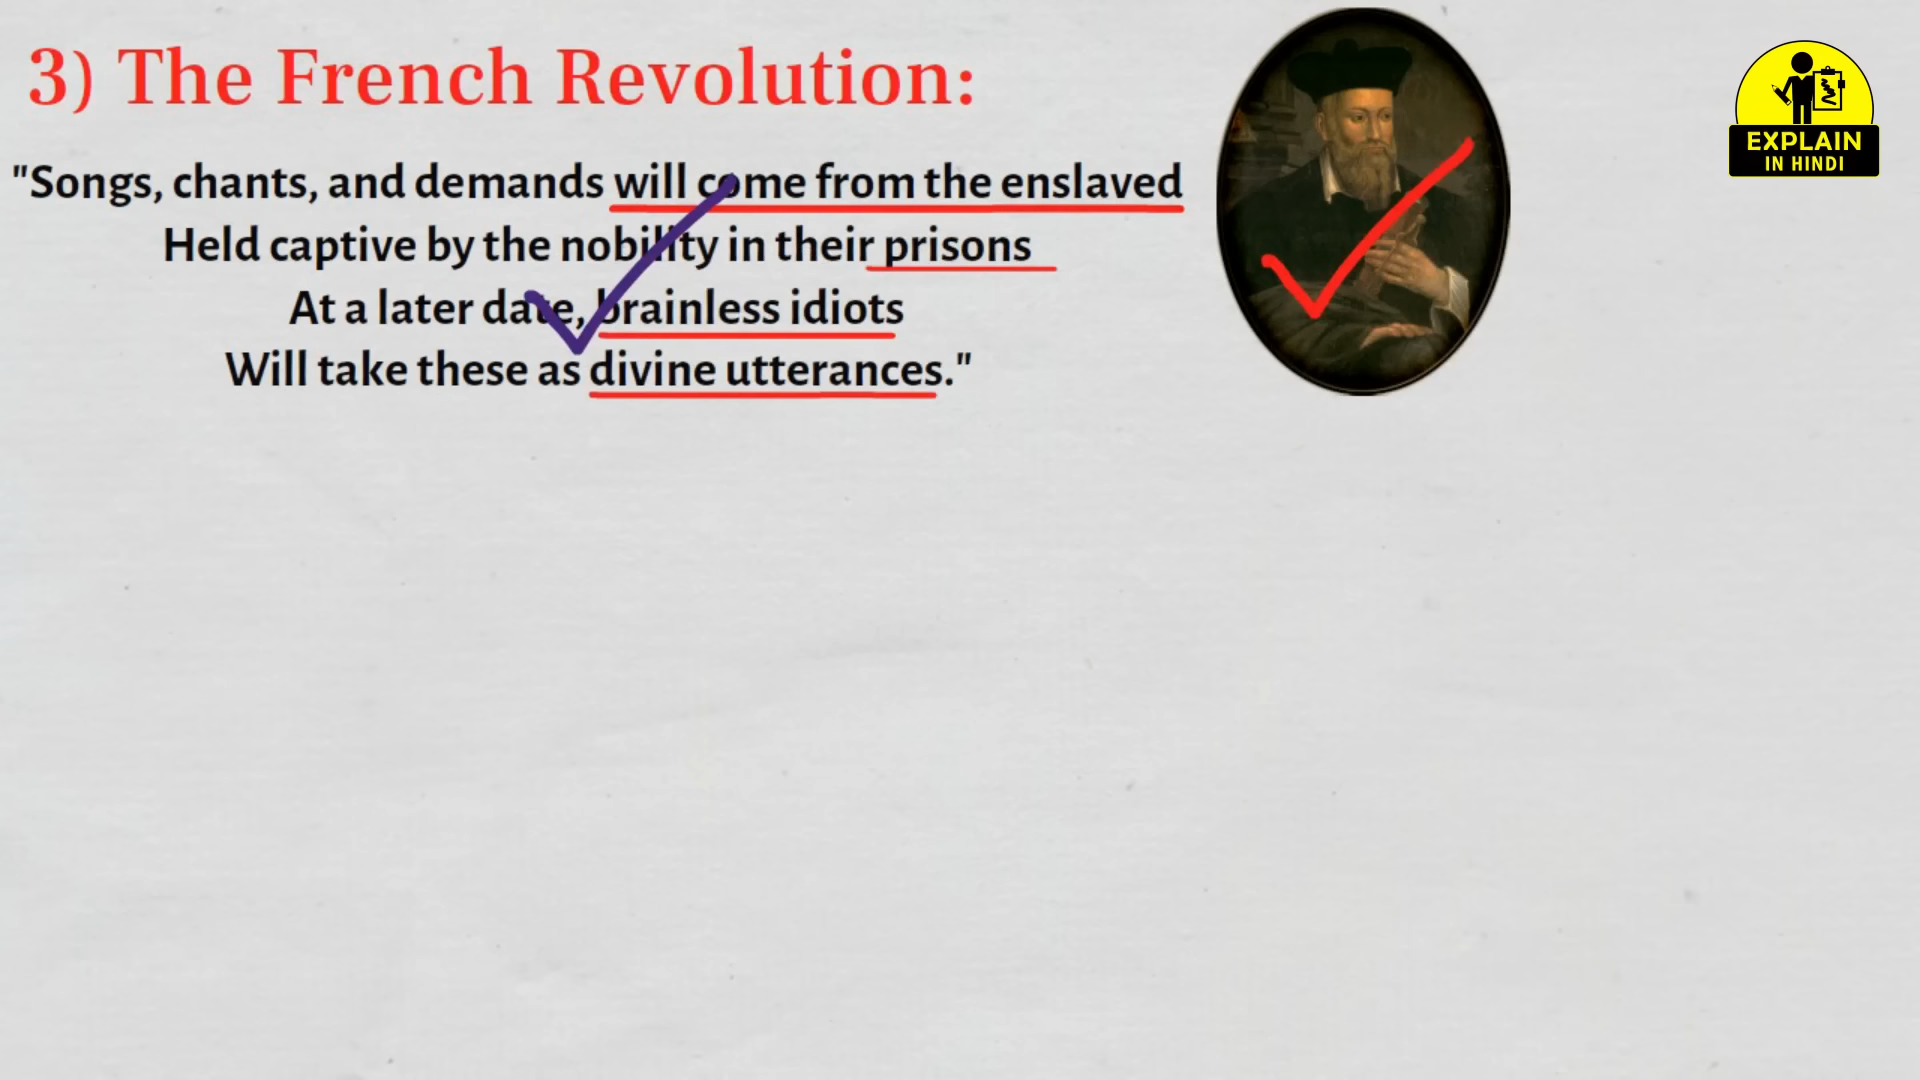 3) The French Revolution:
"Songs, chants, and demands will come from the enslaved
Held captive by the nobility in their prisons
At a later date, brainless idiots
Will take these as divine utterances."
EXPLAIN
IN HINDI